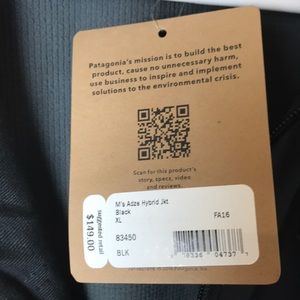 Patagonia's mission is to build the best
product, cause no unnecessary harm,
use business to inspire and implement
solutions to the environmental crisis.
Scan for this product's
story, specs, video
and reviews.
M's Adze Hybrid Jkt
Black
XL
FA16
83450
BLK
04737
suggested retail
$149.00